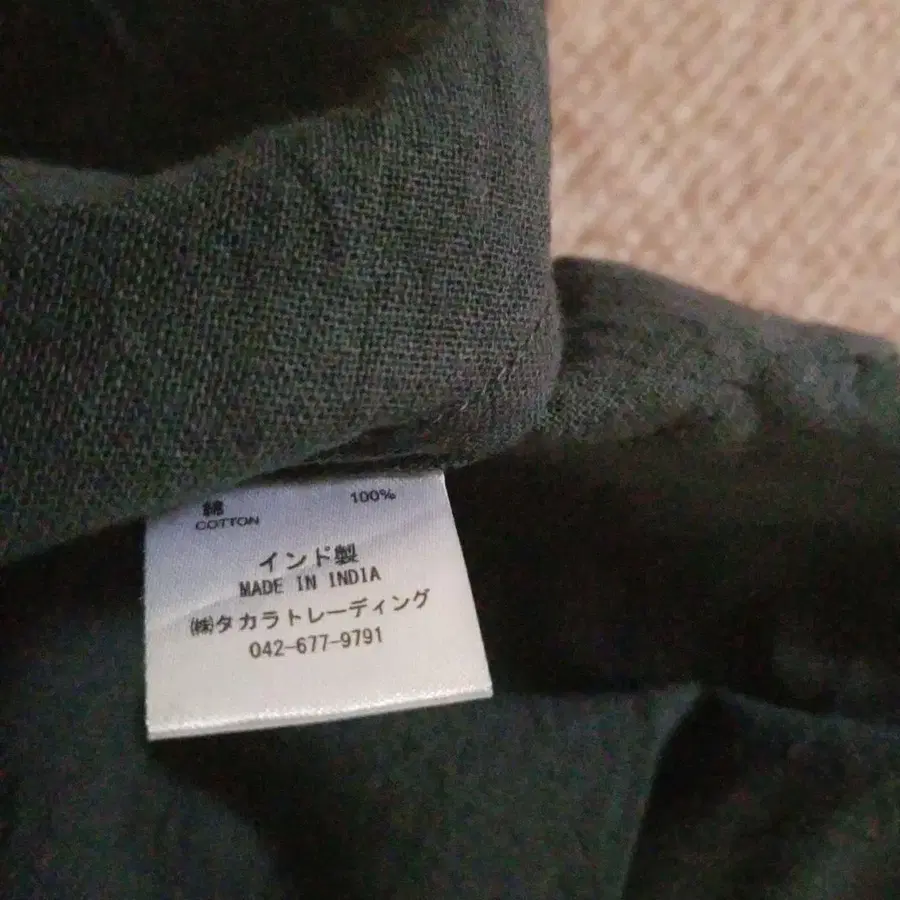 綿 100%
COTTON
インド製
MADE IN INDIA
㈱タカラトレーディング
042-677-9791